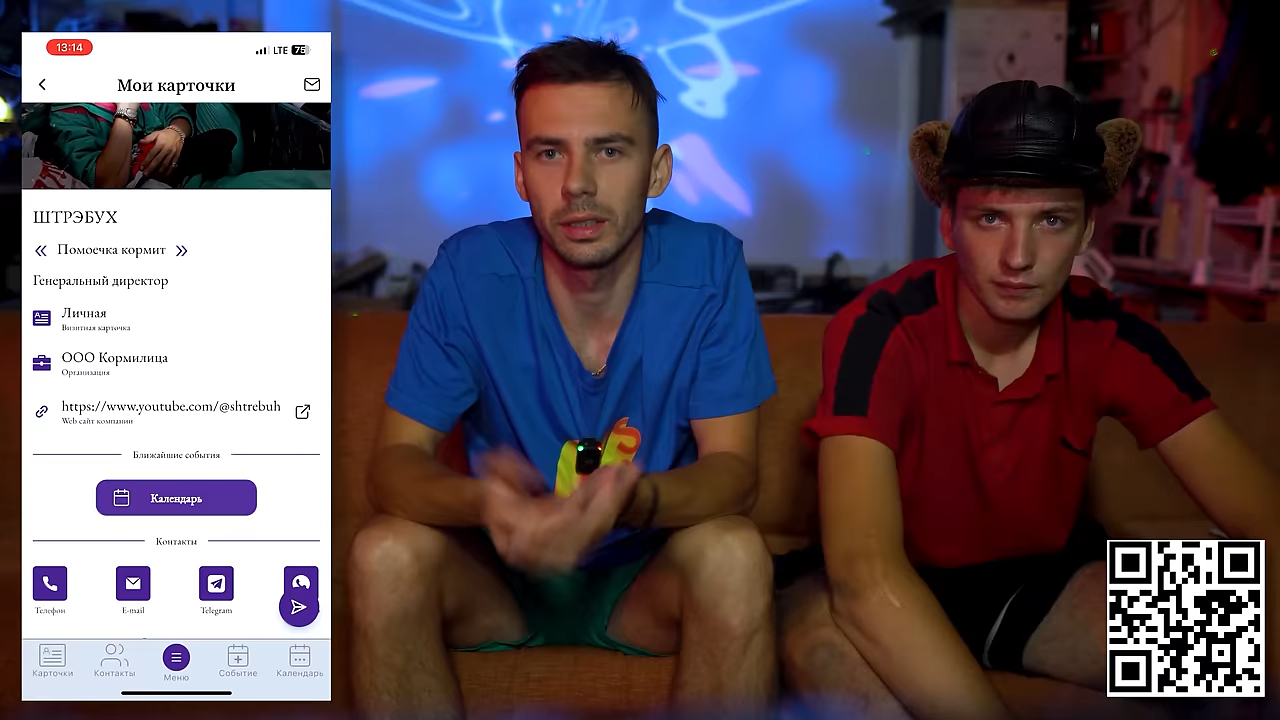 13:14
LTE 75
Мои карточки
ШТРЭБУХ
« Помоечка кормит »
Генеральный директор
Личная
Визитная карточка
ООО Кормилица
Организация
https://www.youtube.com/@shtrebuh
Web сайт компании
Ближайшие события
Календарь
Контакты
Телефон
E-mail
Telegram
Карточки
Контакты
Меню
Событие
Календарь